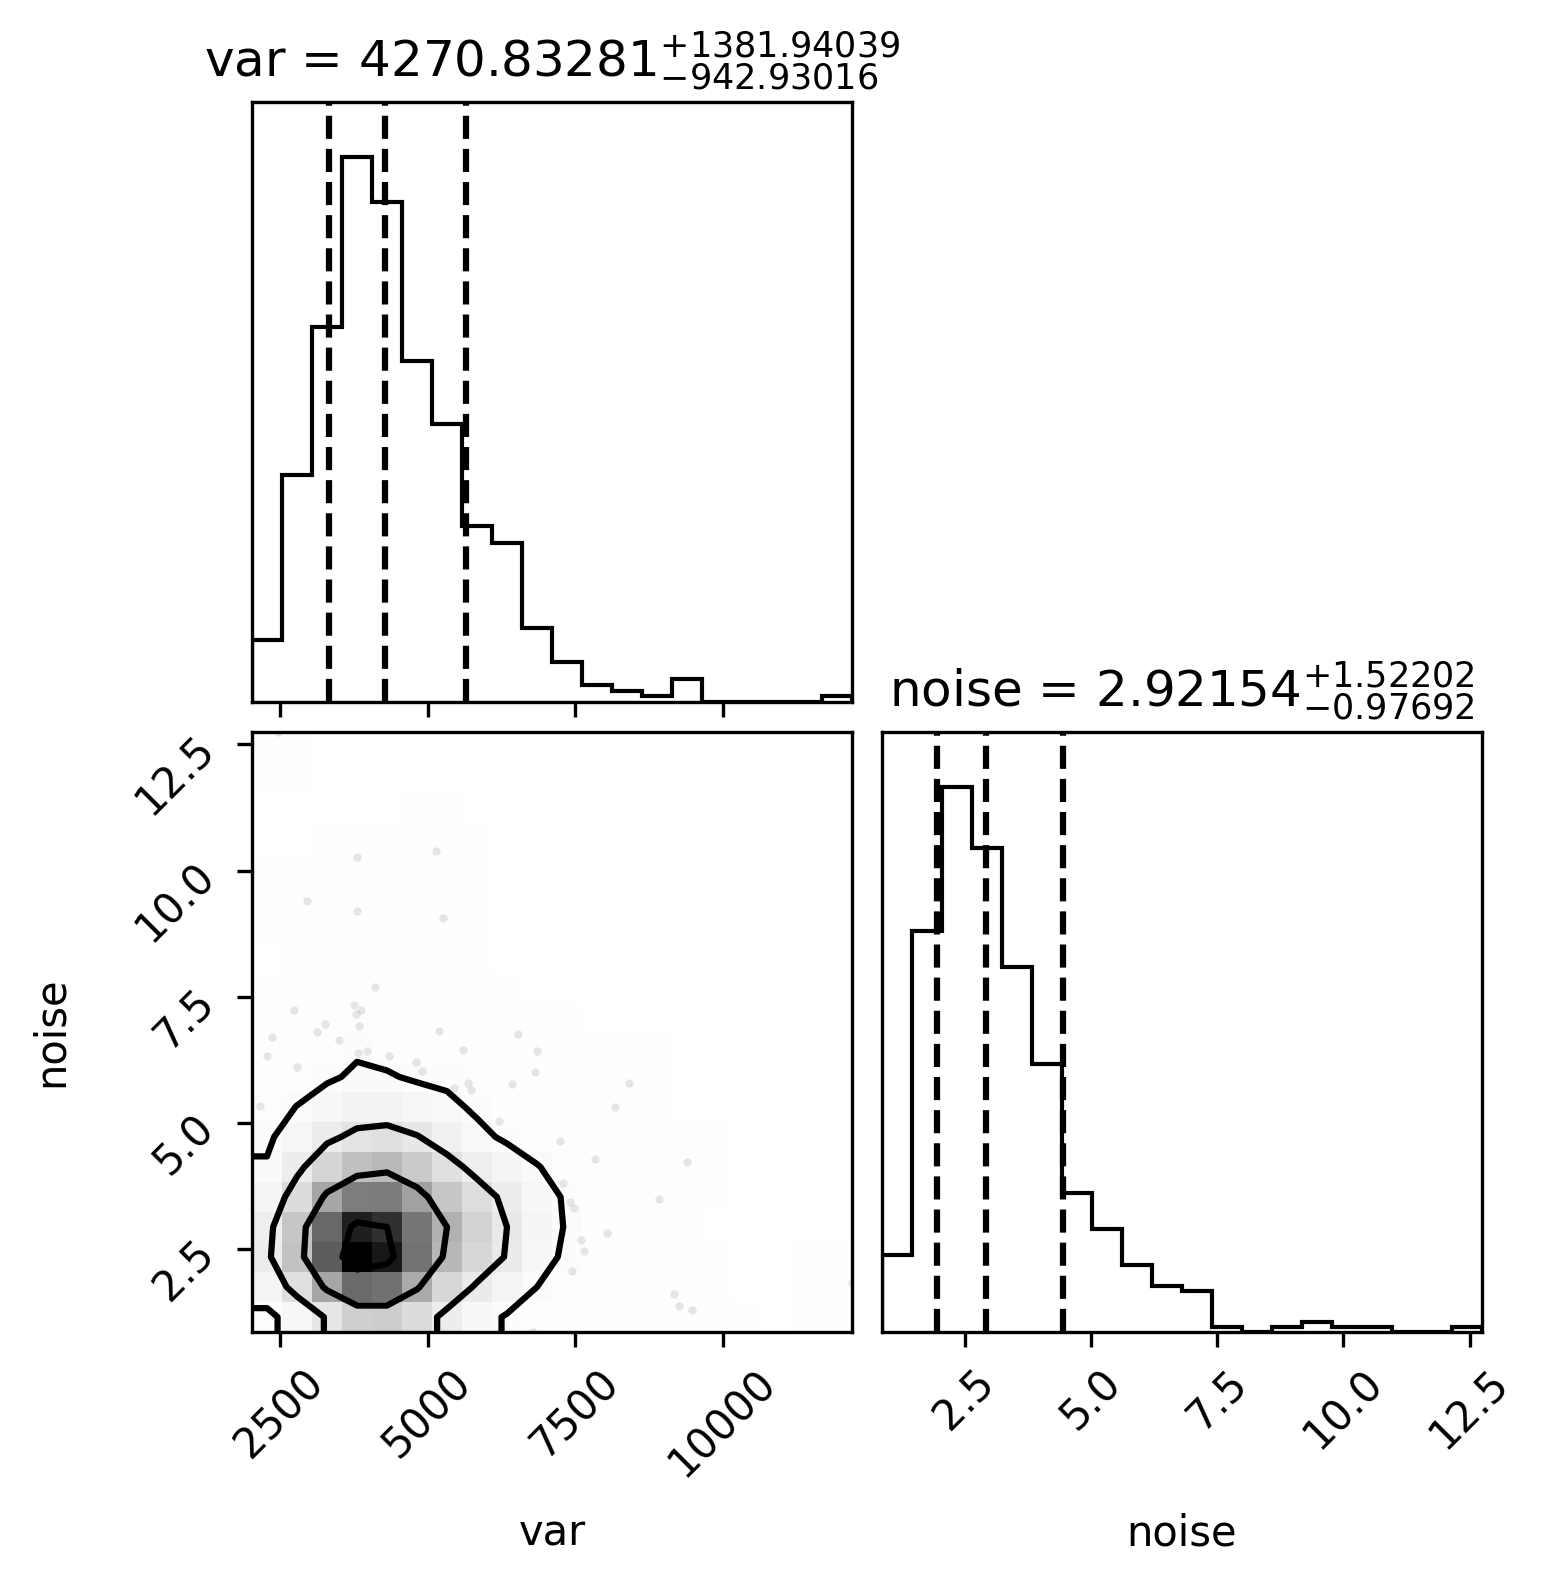 var = 4270.83281+1381.94039−942.93016
noise = 2.92154+1.52202−0.97692
12.5
10.0
7.5
5.0
2.5
noise
2500 5000 7500 10000
2.5 5.0 7.5 10.0 12.5
var
noise